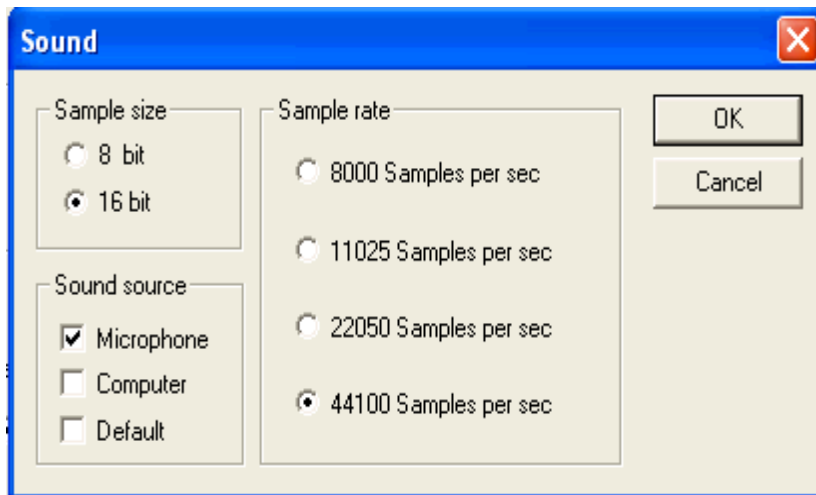 Sound
Sample size
8 bit
16 bit
Sound source
Microphone
Computer
Default
Sample rate
8000 Samples per sec
11025 Samples per sec
22050 Samples per sec
44100 Samples per sec
OK
Cancel